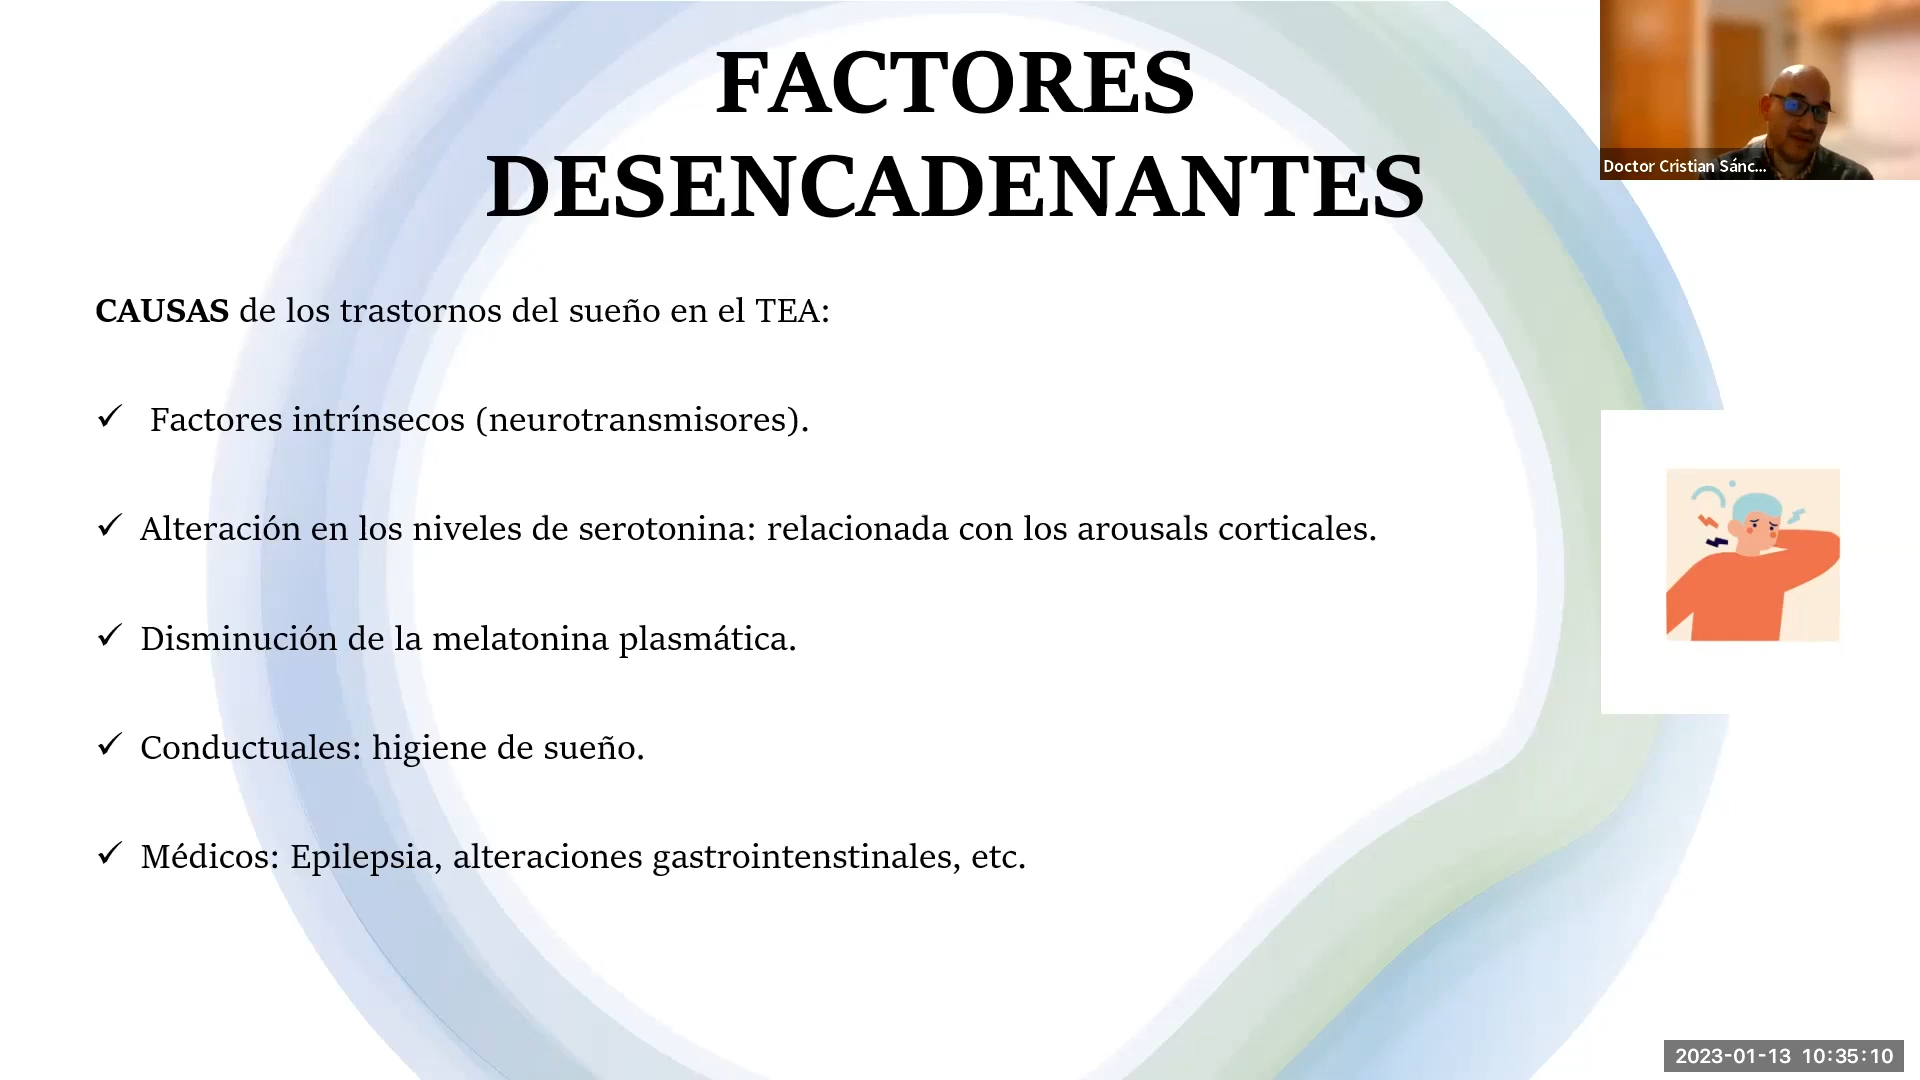 FACTORES
DESENCADENANTES
Doctor Cristian Sánc...
CAUSAS de los trastornos del sueño en el TEA:
✓ Factores intrínsecos (neurotransmisores).
✓ Alteración en los niveles de serotonina: relacionada con los arousals corticales.
✓ Disminución de la melatonina plasmática.
✓ Conductuales: higiene de sueño.
✓ Médicos: Epilepsia, alteraciones gastrointenstinales, etc.
2023-01-13 10:35:10